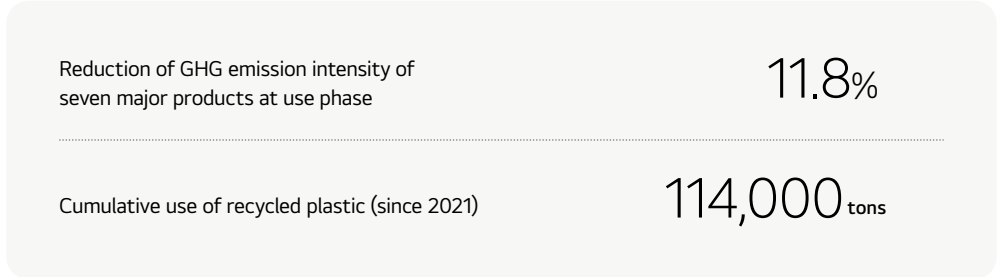 Reduction of GHG emission intensity of
seven major products at use phase
11.8%
Cumulative use of recycled plastic (since 2021)
114,000 tons